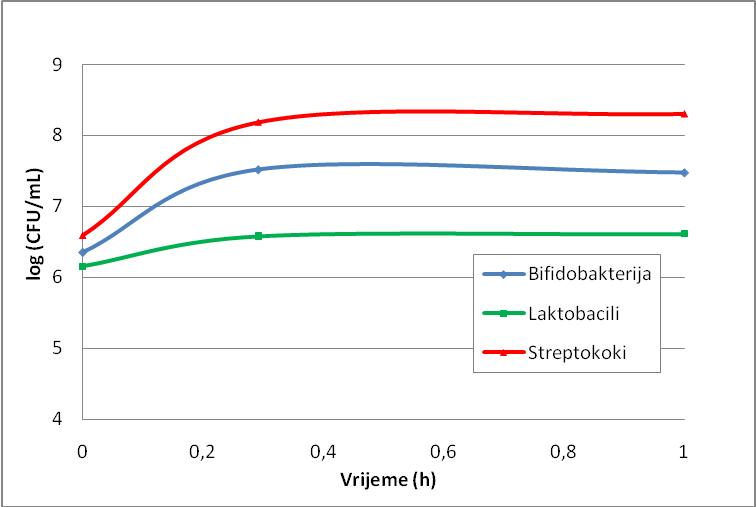 9
8
7
6
5
4
log (CFU/mL)
0 0,2 0,4 0,6 0,8 1
Vrijeme (h)
Bifidobakterija
Laktobacili
Streptokoki